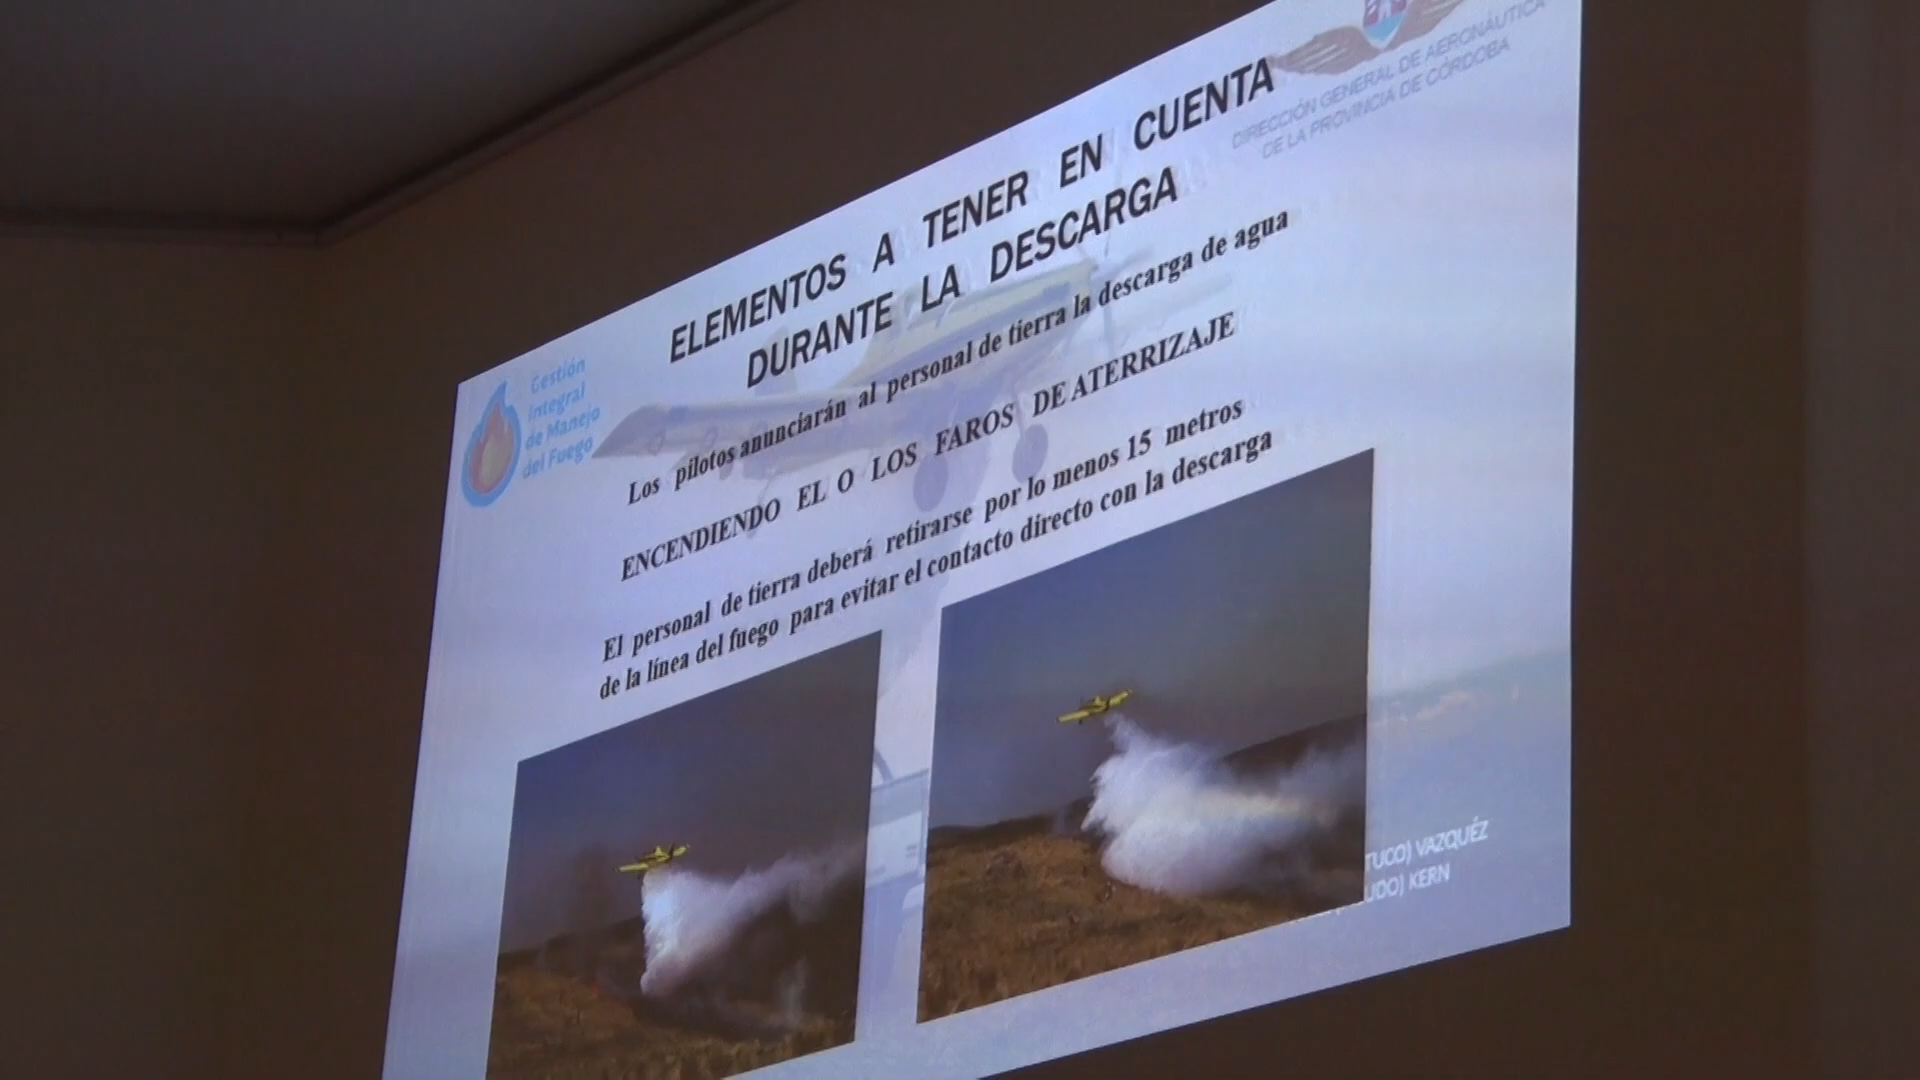 DIRECCIÓN GENERAL DE AERONÁUTICA
DE LA PROVINCIA DE CÓRDOBA
ELEMENTOS A TENER EN CUENTA
DURANTE LA DESCARGA
Gestión
Integral
de Manejo
del Fuego
Los pilotos anunciarán al personal de tierra la descarga de agua
ENCENDIENDO EL O LOS FAROS DE ATERRIZAJE
El personal de tierra deberá retirarse por lo menos 15 metros
de la línea del fuego para evitar el contacto directo con la descarga
TUCO) VAZQUÉZ
UDO) KERN